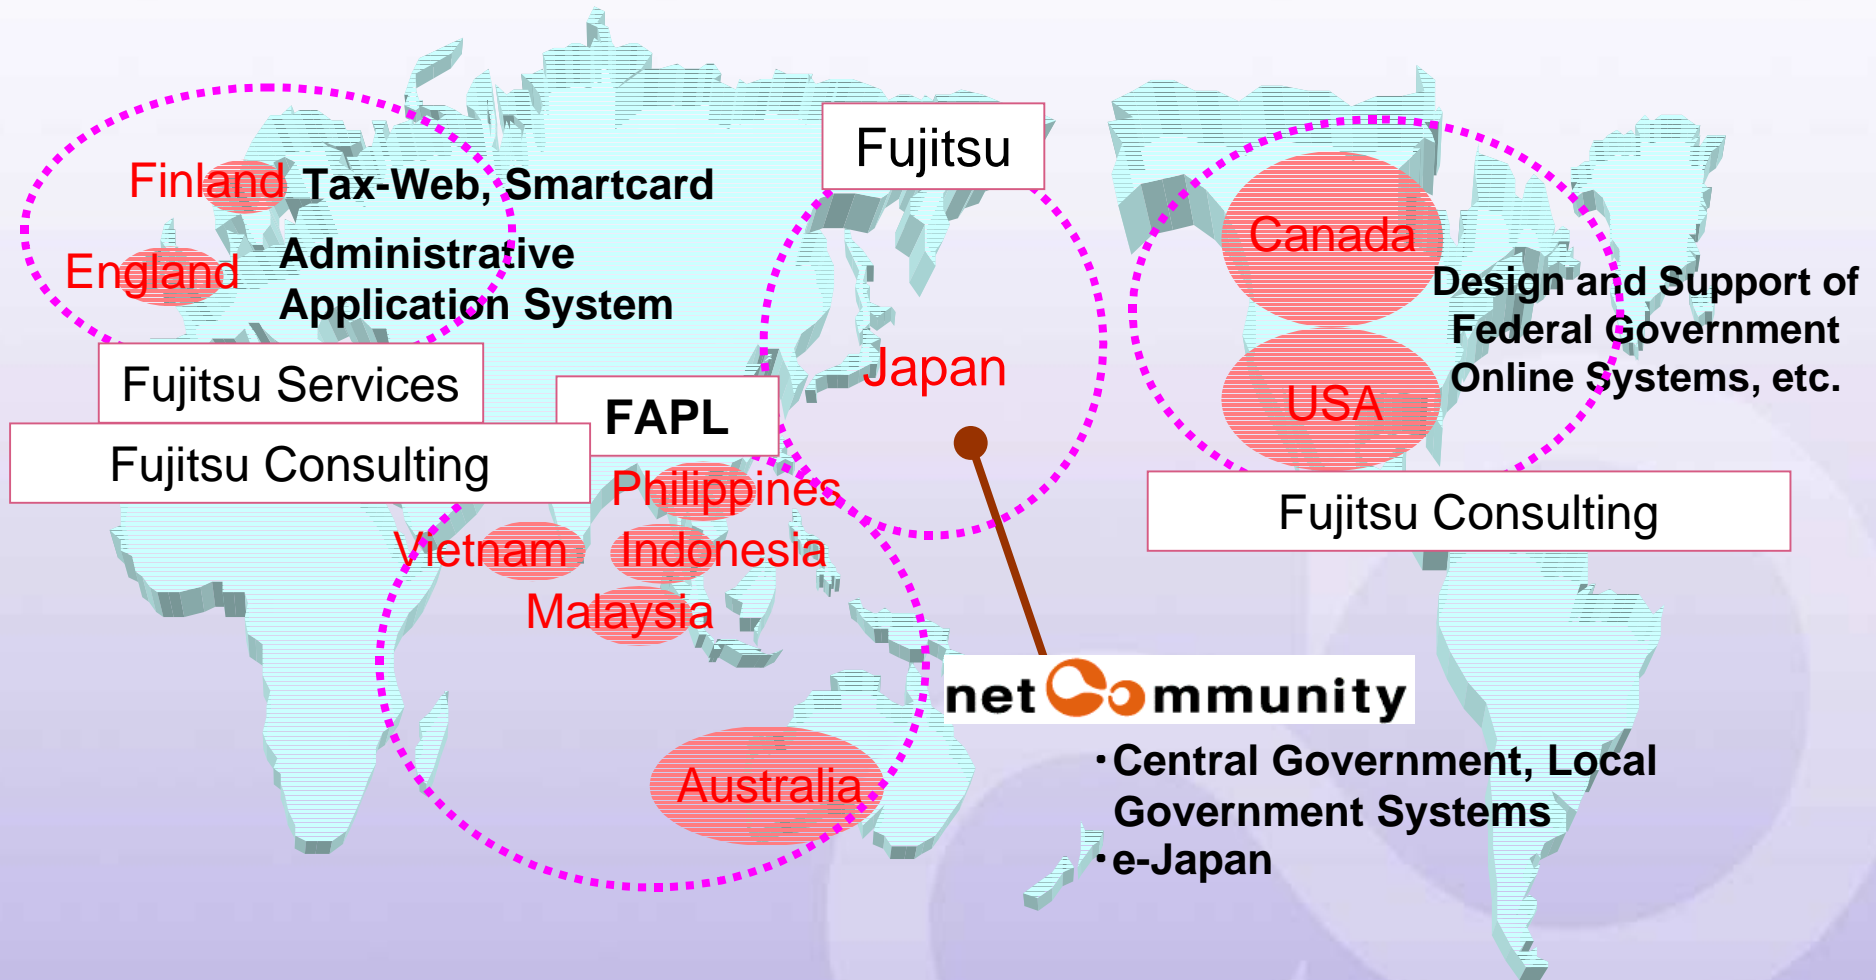 Fujitsu
Finland
Tax-Web, Smartcard
England
Administrative
Application System
Fujitsu Services
Fujitsu Consulting
FAPL
Philippines
Vietnam
Indonesia
Malaysia
Australia
Japan
netCommunity
・Central Government, Local
Government Systems
・e-Japan
Canada
USA
Design and Support of
Federal Government
Online Systems, etc.
Fujitsu Consulting